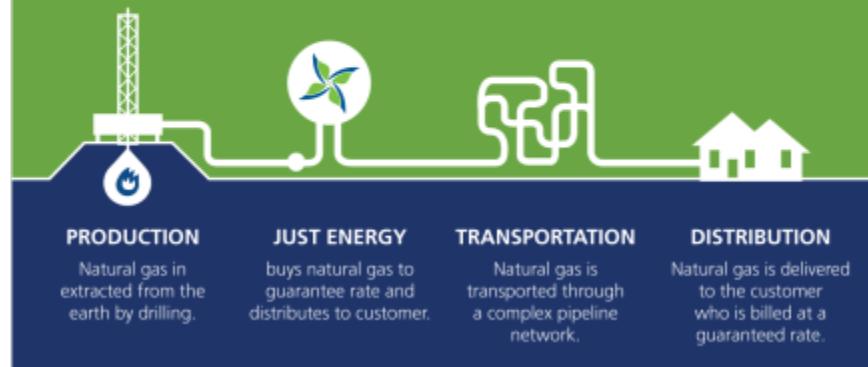 PRODUCTION
Natural gas in
extracted from the
earth by drilling.
JUST ENERGY
buys natural gas to
guarantee rate and
distributes to customer.
TRANSPORTATION
Natural gas is
transported through
a complex pipeline
network.
DISTRIBUTION
Natural gas is delivered
to the customer
who is billed at a
guaranteed rate.